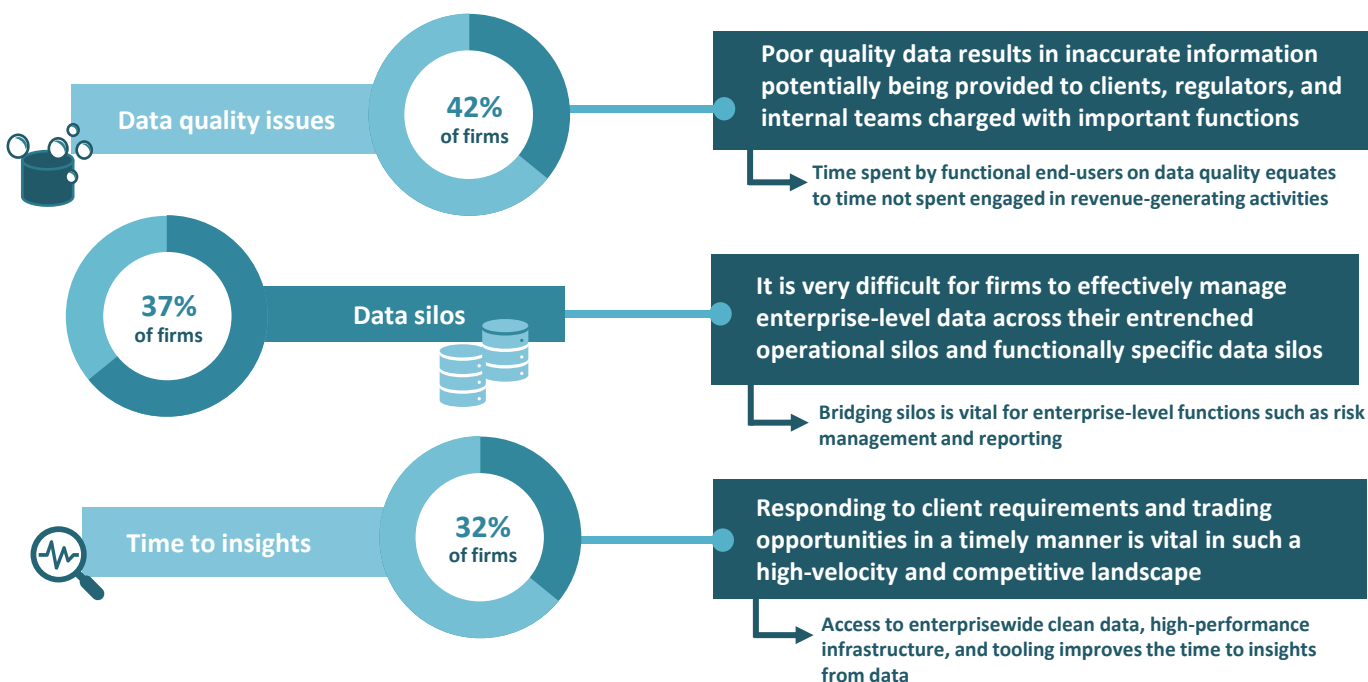 Data quality issues
42%
of firms
Poor quality data results in inaccurate information
potentially being provided to clients, regulators, and
internal teams charged with important functions
Time spent by functional end-users on data quality equates
to time not spent engaged in revenue-generating activities
37%
of firms
Data silos
It is very difficult for firms to effectively manage
enterprise-level data across their entrenched
operational silos and functionally specific data silos
Bridging silos is vital for enterprise-level functions such as risk
management and reporting
Time to insights
32%
of firms
Responding to client requirements and trading
opportunities in a timely manner is vital in such a
high-velocity and competitive landscape
Access to enterprisewide clean data, high-performance
infrastructure, and tooling improves the time to insights
from data